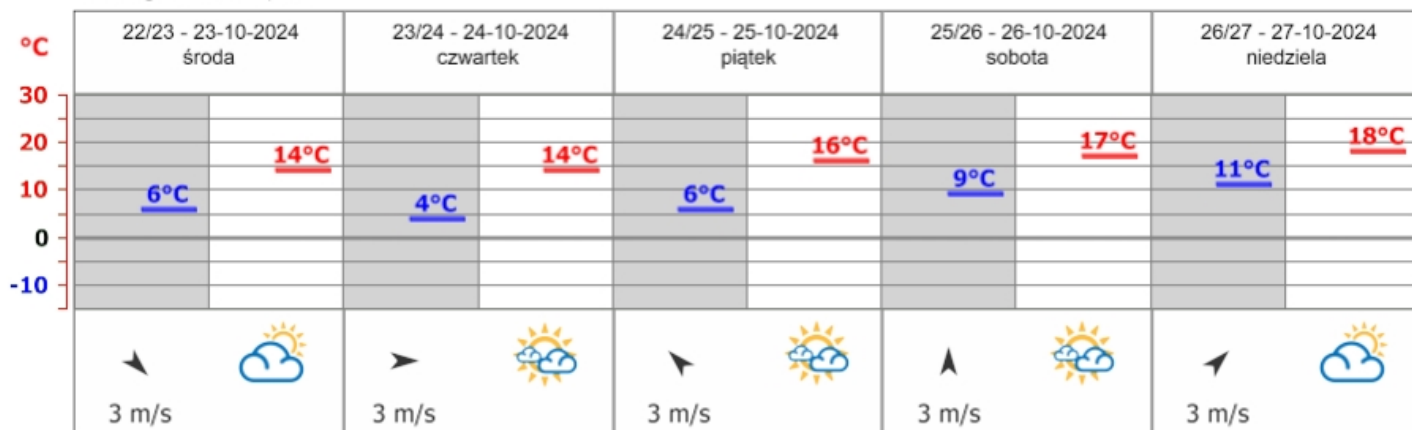 °C
22/23 - 23-10-2024
środa
23/24 - 24-10-2024
czwartek
24/25 - 25-10-2024
piątek
25/26 - 26-10-2024
sobota
26/27 - 27-10-2024
niedziela
30
20
10
0
-10
6°C
14°C
4°C
14°C
6°C
16°C
9°C
17°C
11°C
18°C
3 m/s
3 m/s
3 m/s
3 m/s
3 m/s